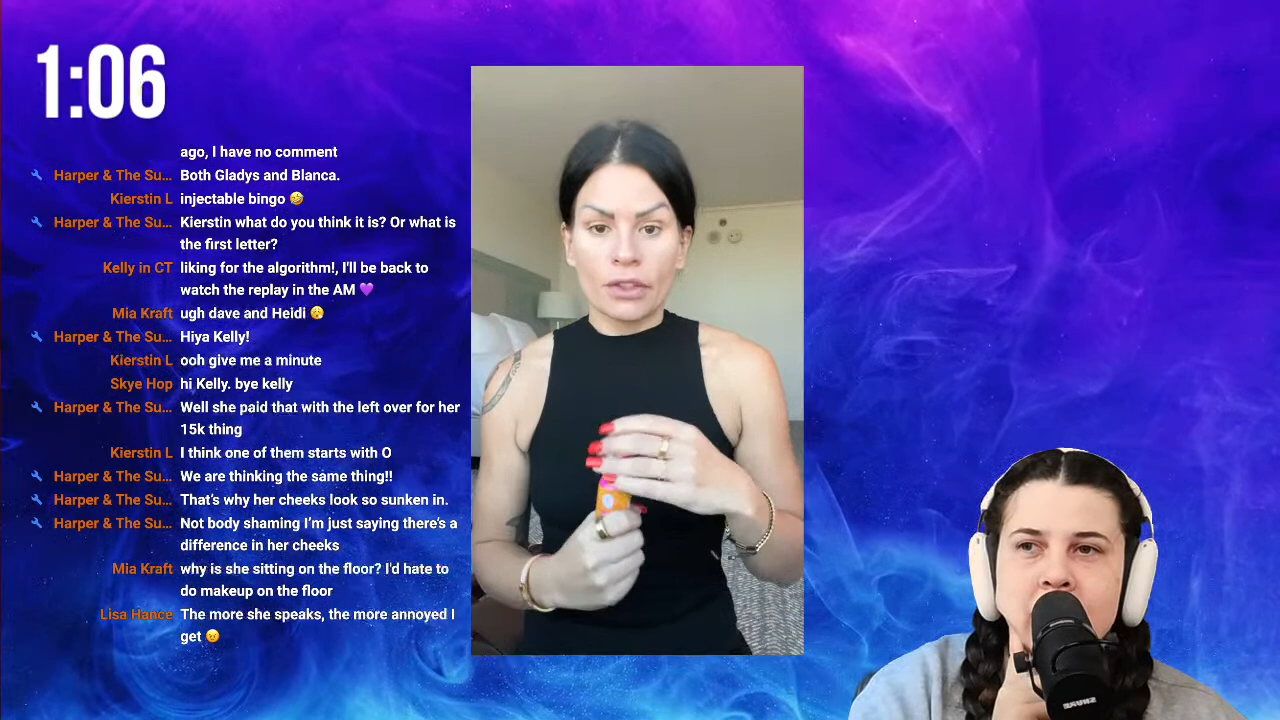 1:06
ago, I have no comment
Harper & The Su... Both Gladys and Blanca.
Kierstin L injectable bingo 🤣
Harper & The Su... Kierstin what do you think it is? Or what is
the first letter?
Kelly in CT liking for the algorithm!, I'll be back to
watch the replay in the AM 💜
Mia Kraft ugh dave and Heidi 😥
Harper & The Su... Hiya Kelly!
Kierstin L ooh give me a minute
Skye Hop hi Kelly. bye kelly
Harper & The Su... Well she paid that with the left over for her
15k thing
Kierstin L I think one of them starts with O
Harper & The Su... We are thinking the same thing!!
Harper & The Su... That's why her cheeks look so sunken in.
Harper & The Su... Not body shaming I'm just saying there's a
difference in her cheeks
Mia Kraft why is she sitting on the floor? I'd hate to
do makeup on the floor
Lisa Hance The more she speaks, the more annoyed I
get 😠